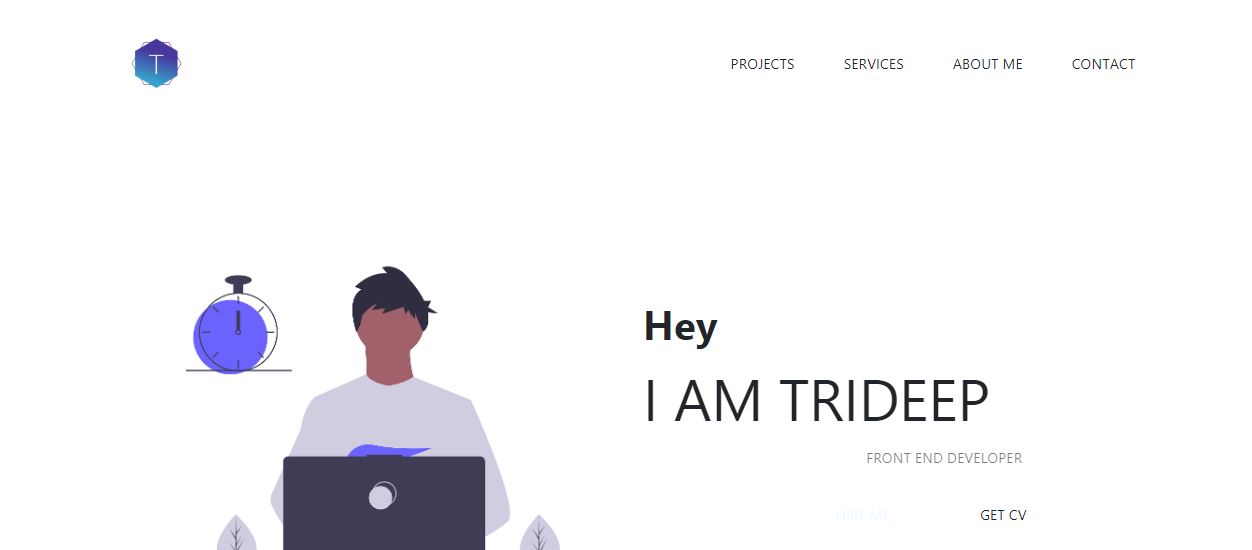 T
PROJECTS SERVICES ABOUT ME CONTACT
Hey
I AM TRIDEEP
FRONT END DEVELOPER
HIRE ME GET CV